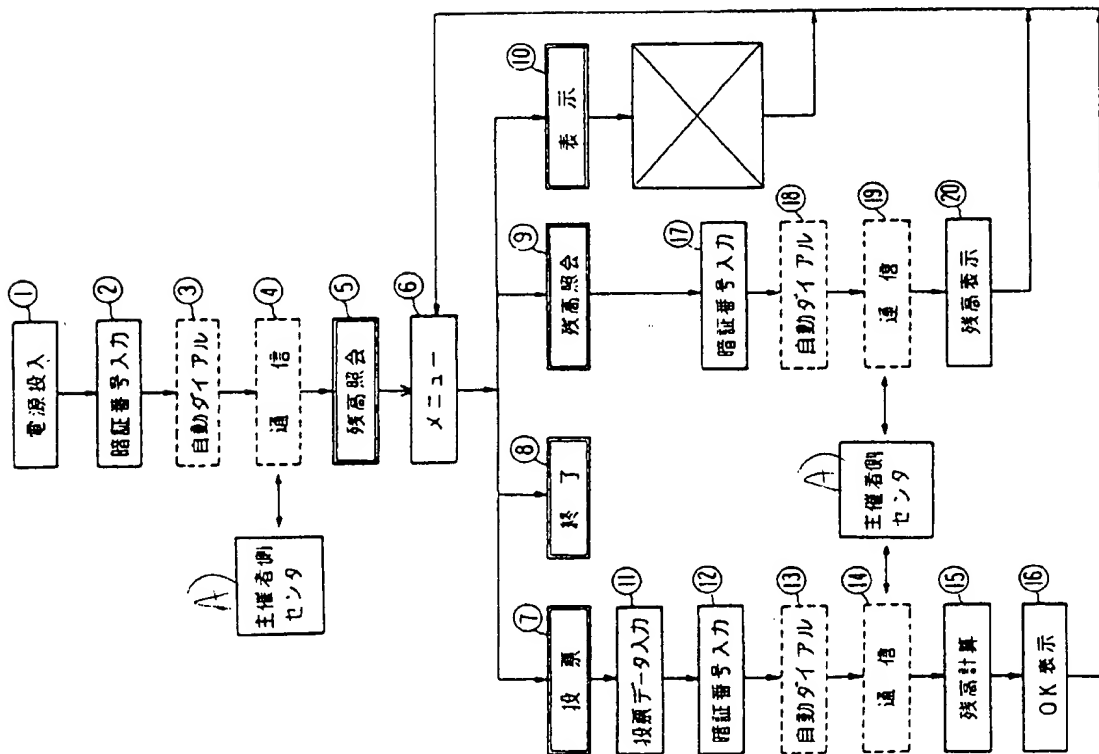 ① 電源投入
② 暗証番号入力
③ 自動ダイアル
④ 通信
A
主催者側
センタ
⑤ 残高照会
⑥ メニュー
⑦ 投票
⑧ 終了
⑨ 残高照会
⑩ 表示
⑪ 投票データ入力
⑫ 暗証番号入力
⑬ 自動ダイアル
⑭ 通信
⑮ 残高計算
⑯ OK表示
A
主催者側
センタ
⑰ 暗証番号入力
⑱ 自動ダイアル
⑲ 通信
⑳ 残高表示